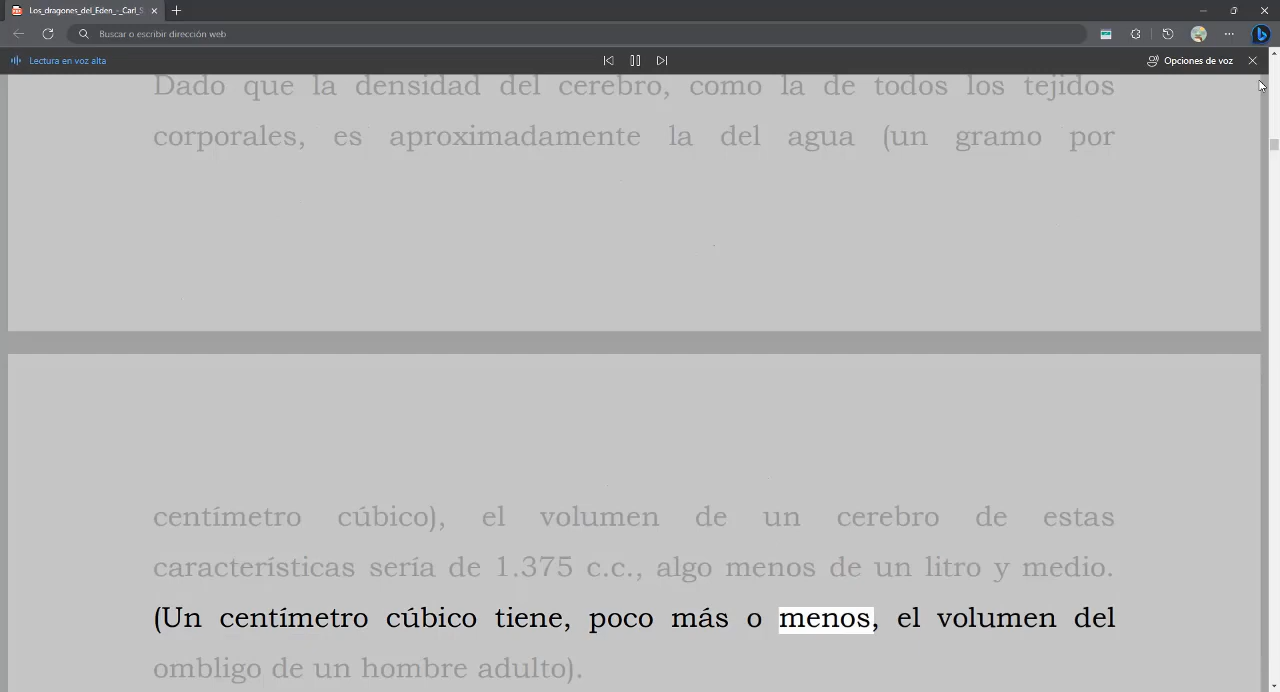 Los_dragones_del_Eden_-_Carl_S
Buscar o escribir dirección web
Lectura en voz alta
Opciones de voz
Dado que la densidad del cerebro, como la de todos los tejidos
corporales, es aproximadamente la del agua (un gramo por
centímetro cúbico), el volumen de un cerebro de estas
características sería de 1.375 c.c., algo menos de un litro y medio.
(Un centímetro cúbico tiene, poco más o menos, el volumen del
ombligo de un hombre adulto).